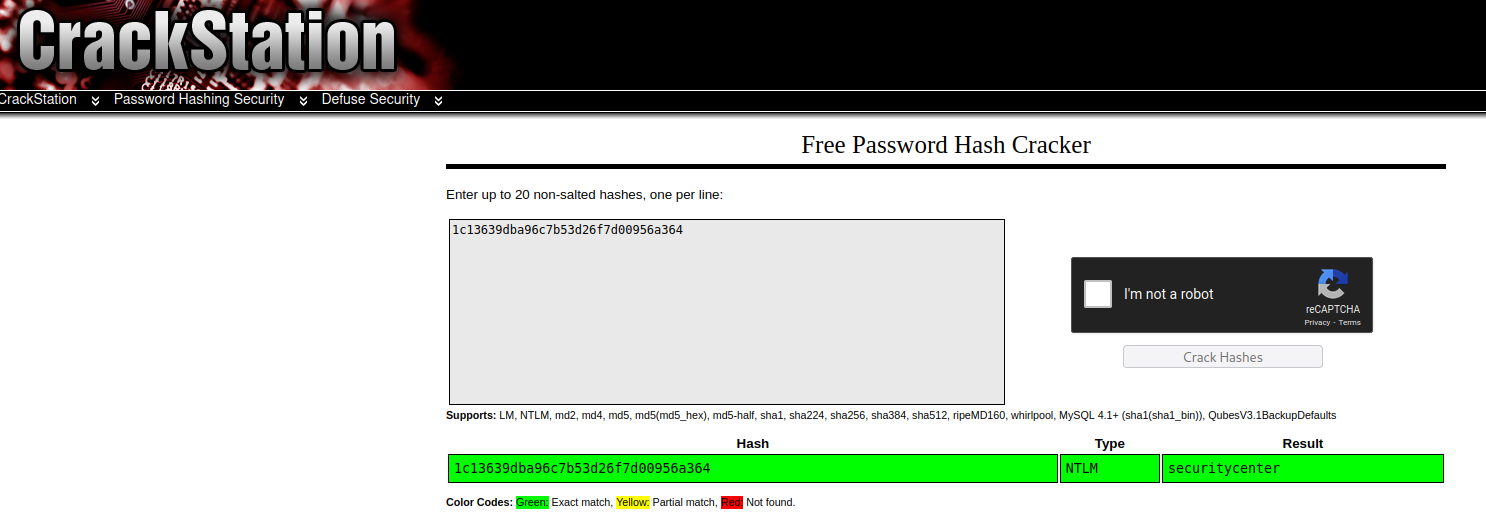 CrackStation
CrackStation Password Hashing Security Defuse Security
Free Password Hash Cracker
Enter up to 20 non-salted hashes, one per line:
1c13639dba96c7b53d26f7d00956a364
I'm not a robot
reCAPTCHA
Privacy - Terms
Crack Hashes
Supports: LM, NTLM, md2, md4, md5, md5(md5_hex), md5-half, sha1, sha224, sha256, sha384, sha512, ripeMD160, whirlpool, MySQL 4.1+ (sha1(sha1_bin)), QubesV3.1BackupDefaults
Hash Type Result
1c13639dba96c7b53d26f7d00956a364 NTLM securitycenter
Color Codes: Green: Exact match, Yellow: Partial match, Red: Not found.